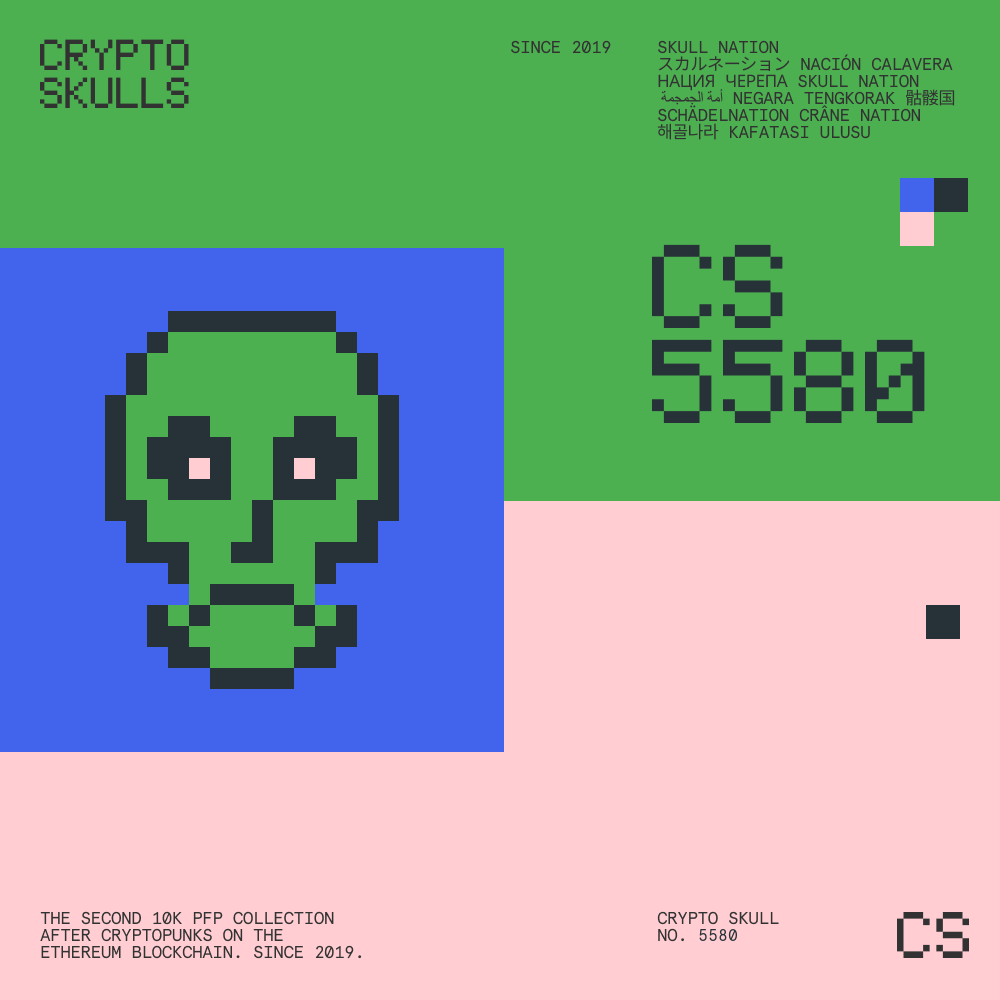 CRYPTO
SKULLS
SINCE 2019
SKULL NATION
スカルネーション NACIÓN CALAVERA
НАЦИЯ ЧЕРЕПА SKULL NATION
أمة الجمجمة NEGARA TENGKORAK 骷髅国
SCHÄDELNATION CRÂNE NATION
해골나라 KAFATASI ULUSU
CS
5580
THE SECOND 10K PFP COLLECTION
AFTER CRYPTOPUNKS ON THE
ETHEREUM BLOCKCHAIN. SINCE 2019.
CRYPTO SKULL
NO. 5580
CS